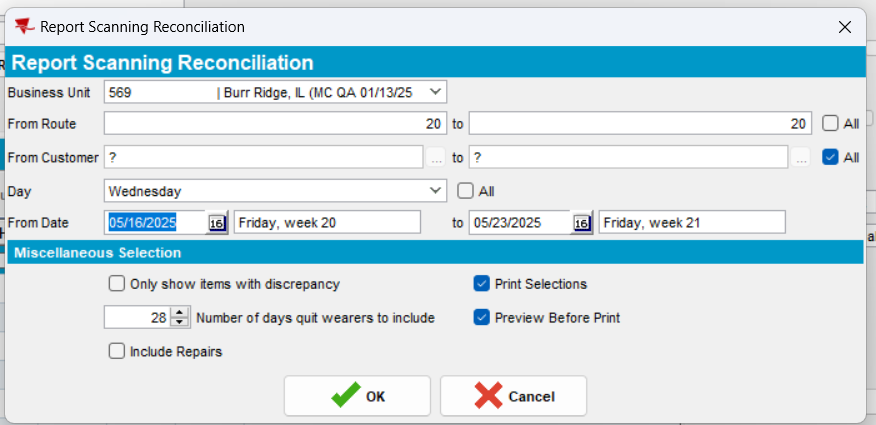 Report Scanning Reconciliation
Report Scanning Reconciliation
Business Unit 569 | Burr Ridge, IL (MC QA 01/13/25
From Route 20 to 20 All
From Customer ? ... to ? ... All
Day Wednesday All
From Date 05/16/2025 16 Friday, week 20 to 05/23/2025 16 Friday, week 21
Miscellaneous Selection
Only show items with discrepancy Print Selections
28 Number of days quit wearers to include Preview Before Print
Include Repairs
OK Cancel